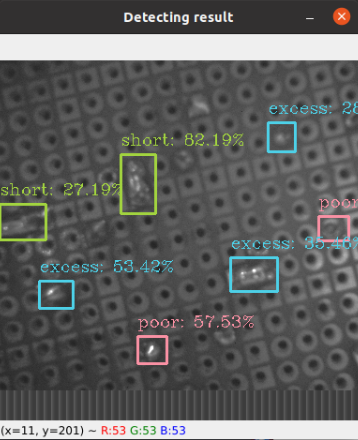 Detecting result
excess: 28
short: 82.19%
short: 27.19%
poor
excess: 35.46%
excess: 53.42%
poor: 57.53%
(x=11, y=201) ~ R:53 G:53 B:53